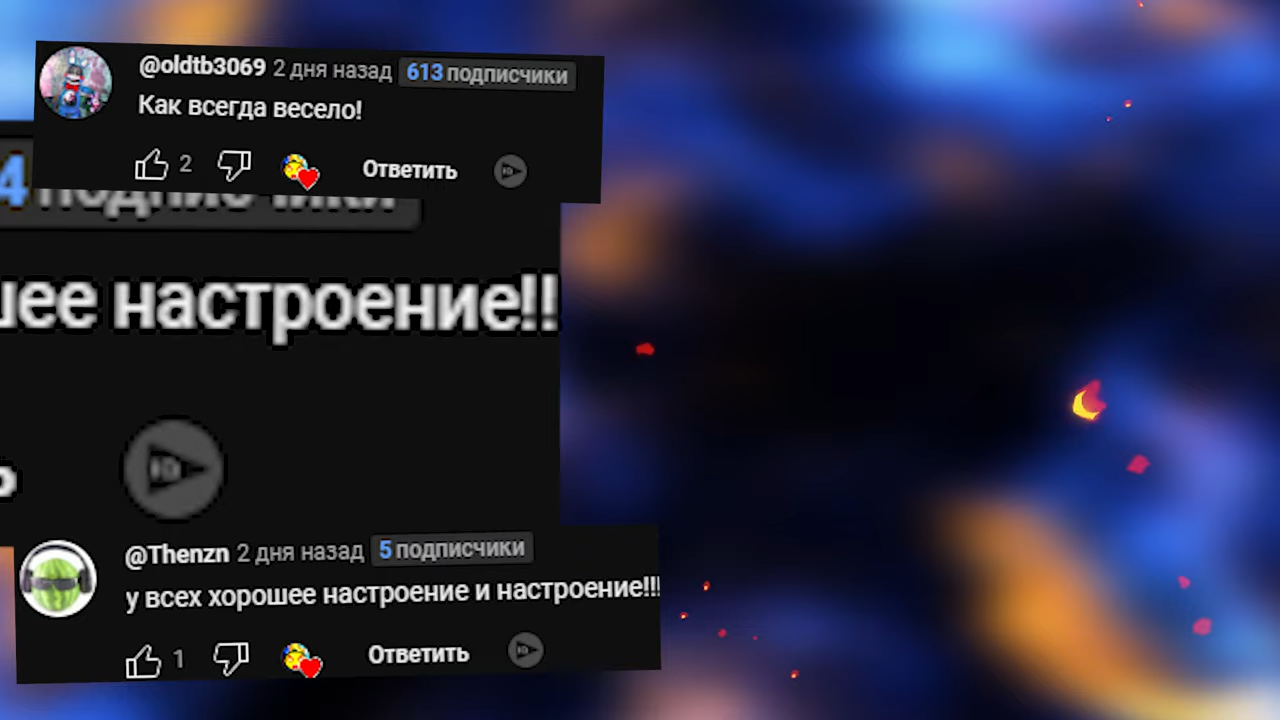 @oldtb3069 2 дня назад 613 подписчики
Как всегда весело!
2 Ответить
4 подписчики
настроение!!
@Thenzn 2 дня назад 5 подписчики
у всех хорошее настроение и настроение!!!
1 Ответить